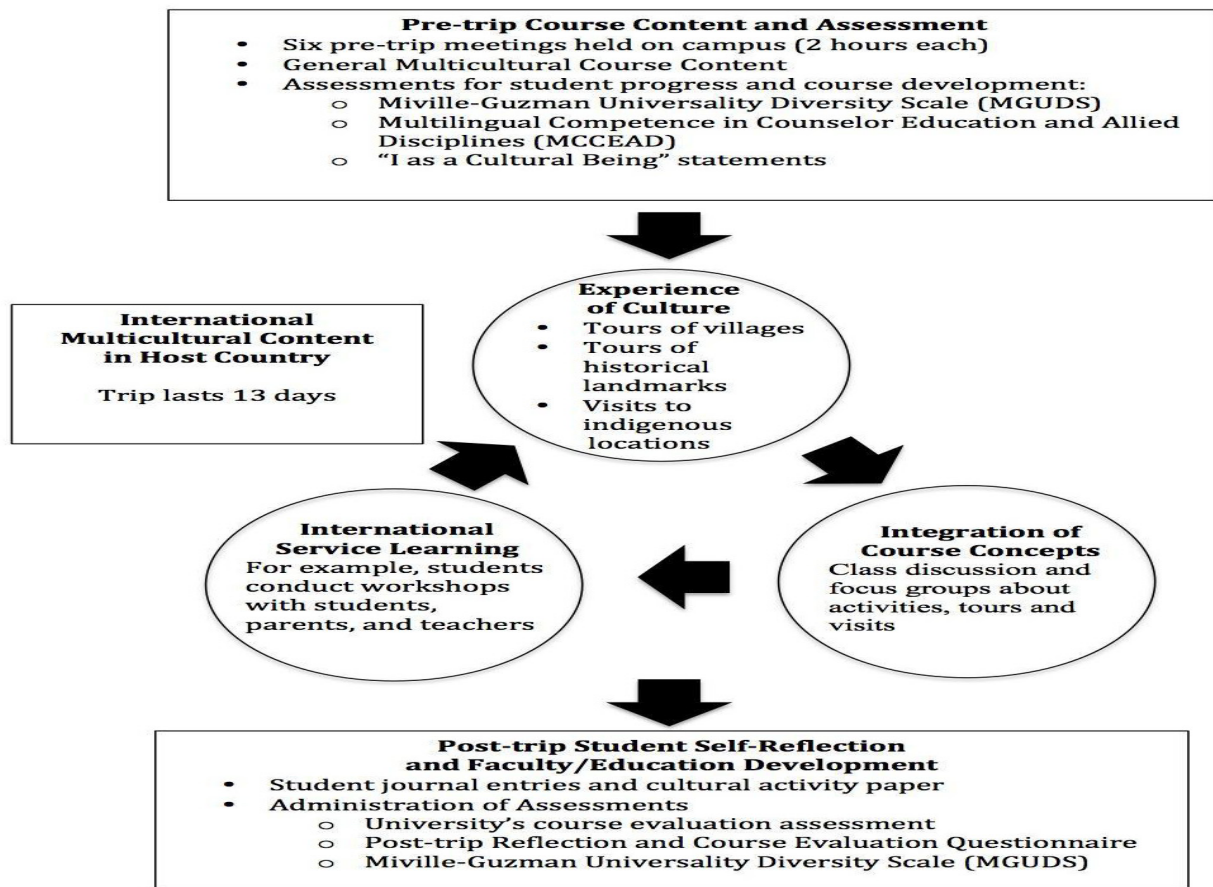 Pre-trip Course Content and Assessment
• Six pre-trip meetings held on campus (2 hours each)
• General Multicultural Course Content
• Assessments for student progress and course development:
o Miville-Guzman Universality Diversity Scale (MGUDS)
o Multilingual Competence in Counselor Education and Allied
Disciplines (MCCEAD)
o "I as a Cultural Being" statements
Experience
of Culture
• Tours of villages
• Tours of
historical
landmarks
• Visits to
indigenous
locations
International
Multicultural Content
in Host Country
Trip lasts 13 days
International
Service Learning
For example, students
conduct workshops
with students,
parents, and teachers
Integration of
Course Concepts
Class discussion and
focus groups about
activities, tours and
visits
Post-trip Student Self-Reflection
and Faculty/Education Development
• Student journal entries and cultural activity paper
• Administration of Assessments
o University's course evaluation assessment
o Post-trip Reflection and Course Evaluation Questionnaire
o Miville-Guzman Universality Diversity Scale (MGUDS)